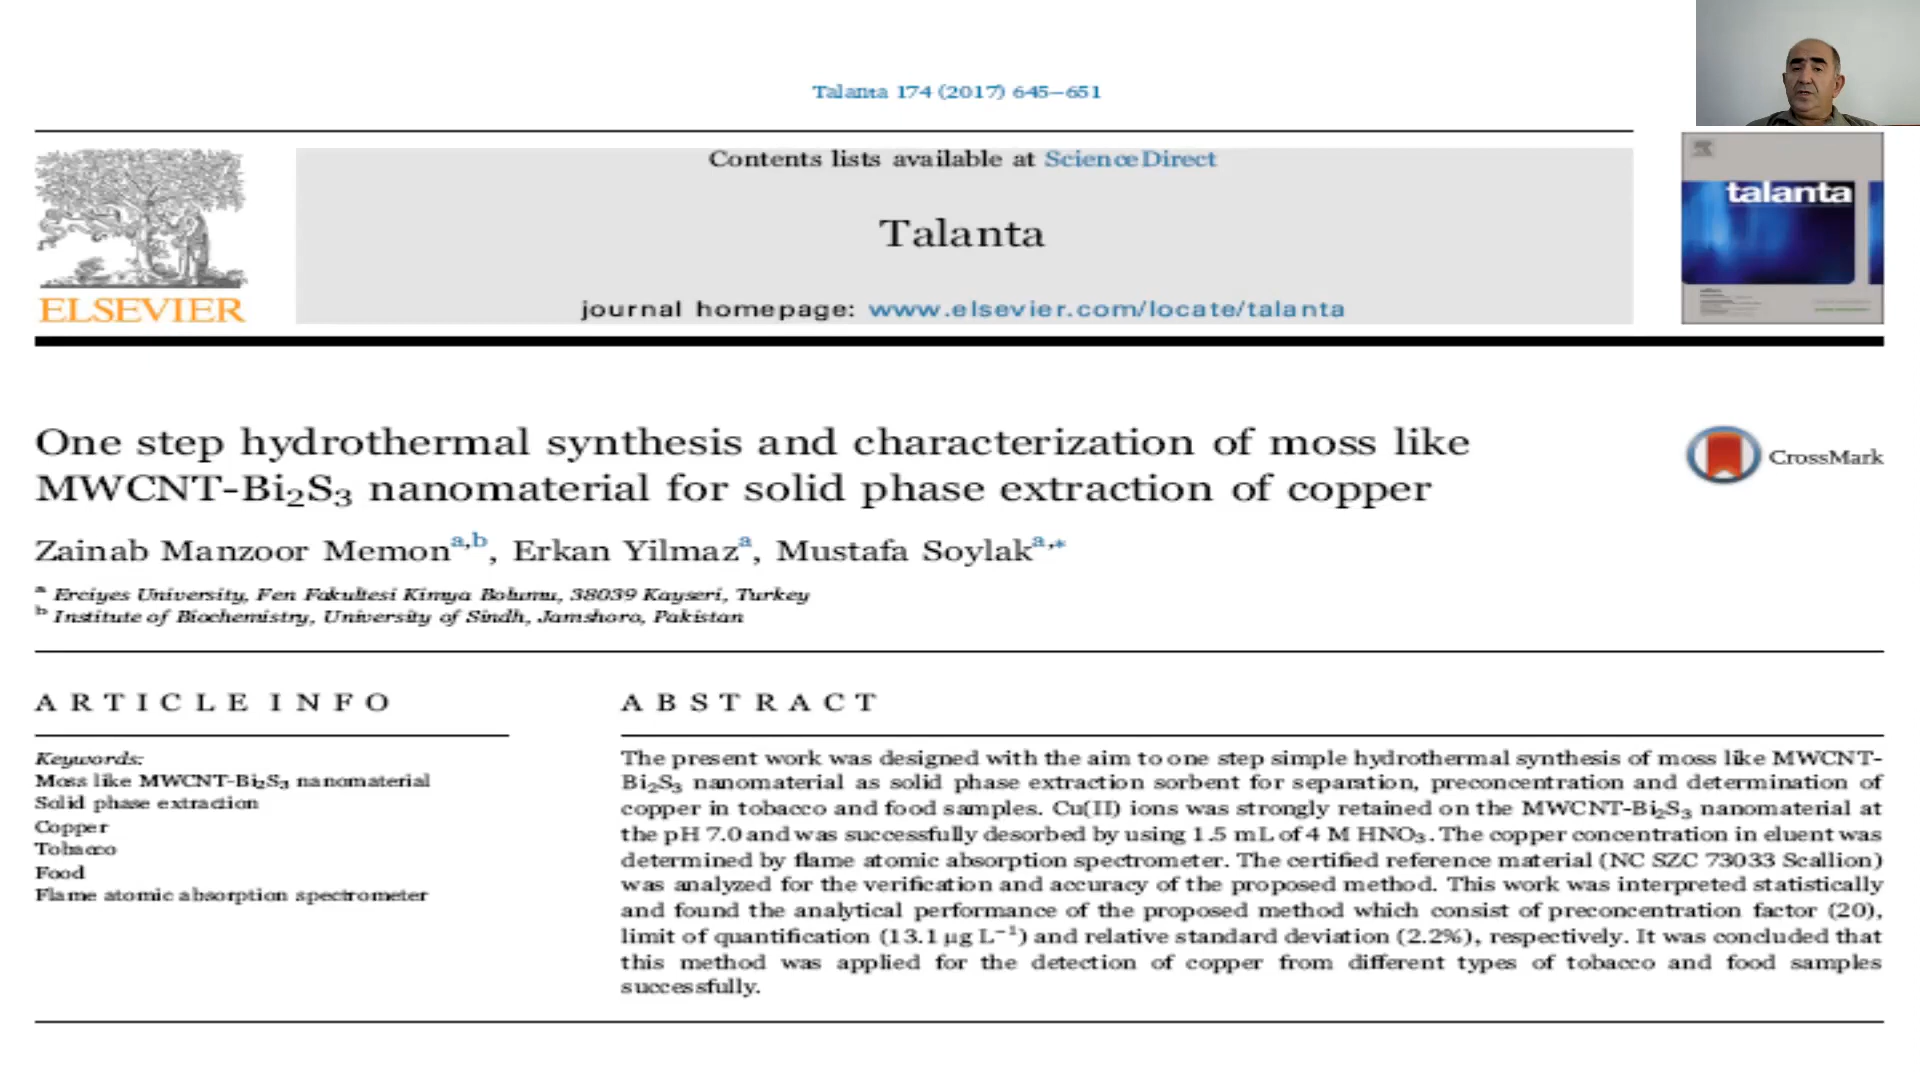 Talanta 174 (2017) 645–651
Contents lists available at ScienceDirect
talanta
Talanta
ELSEVIER
journal homepage: www.elsevier.com/locate/talanta
One step hydrothermal synthesis and characterization of moss like
MWCNT-Bi₂S₃ nanomaterial for solid phase extraction of copper
CrossMark
Zainab Manzoor Memonᵃ,ᵇ, Erkan Yilmazᵃ, Mustafa Soylakᵃ,*
ᵃ Erciyes University, Fen Fakultesi Kimya Bolumu, 38039 Kayseri, Turkey
ᵇ Institute of Biochemistry, University of Sindh, Jamshoro, Pakistan
ARTICLE INFO
Keywords:
Moss like MWCNT-Bi₂S₃ nanomaterial
Solid phase extraction
Copper
Tobacco
Food
Flame atomic absorption spectrometer
ABSTRACT
The present work was designed with the aim to one step simple hydrothermal synthesis of moss like MWCNT-
Bi₂S₃ nanomaterial as solid phase extraction sorbent for separation, preconcentration and determination of
copper in tobacco and food samples. Cu(II) ions was strongly retained on the MWCNT-Bi₂S₃ nanomaterial at
the pH 7.0 and was successfully desorbed by using 1.5 mL of 4 M HNO₃. The copper concentration in eluent was
determined by flame atomic absorption spectrometer. The certified reference material (NC SZC 73033 Scallion)
was analyzed for the verification and accuracy of the proposed method. This work was interpreted statistically
and found the analytical performance of the proposed method which consist of preconcentration factor (20),
limit of quantification (13.1 µg L⁻¹) and relative standard deviation (2.2%), respectively. It was concluded that
this method was applied for the detection of copper from different types of tobacco and food samples
successfully.